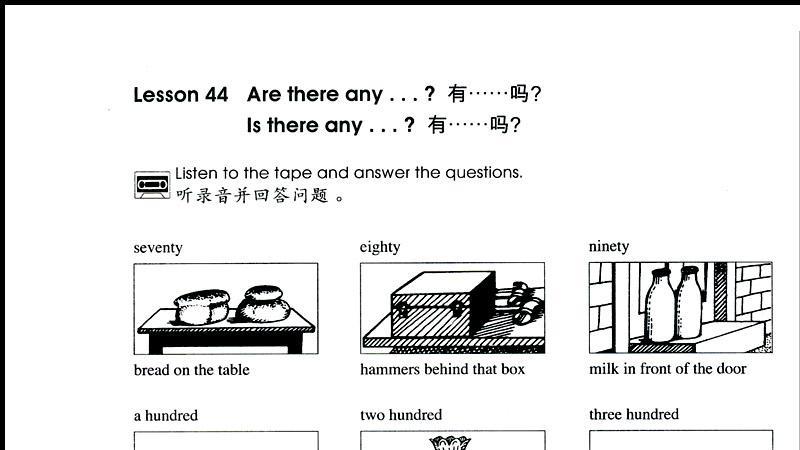 Lesson 44 Are there any . . . ? 有……吗?
Is there any . . . ? 有……吗?
Listen to the tape and answer the questions.
听录音并回答问题。
seventy
eighty
ninety
bread on the table
hammers behind that box
milk in front of the door
a hundred
two hundred
three hundred